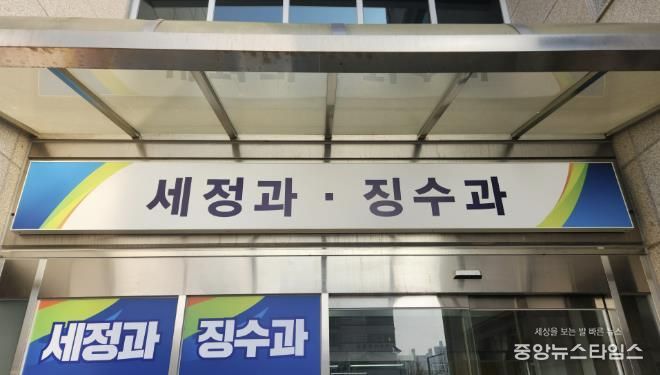 세정과 · 징수과
세정과
징수과
세상을 보는 발 빠른 뉴스
중앙뉴스타임스